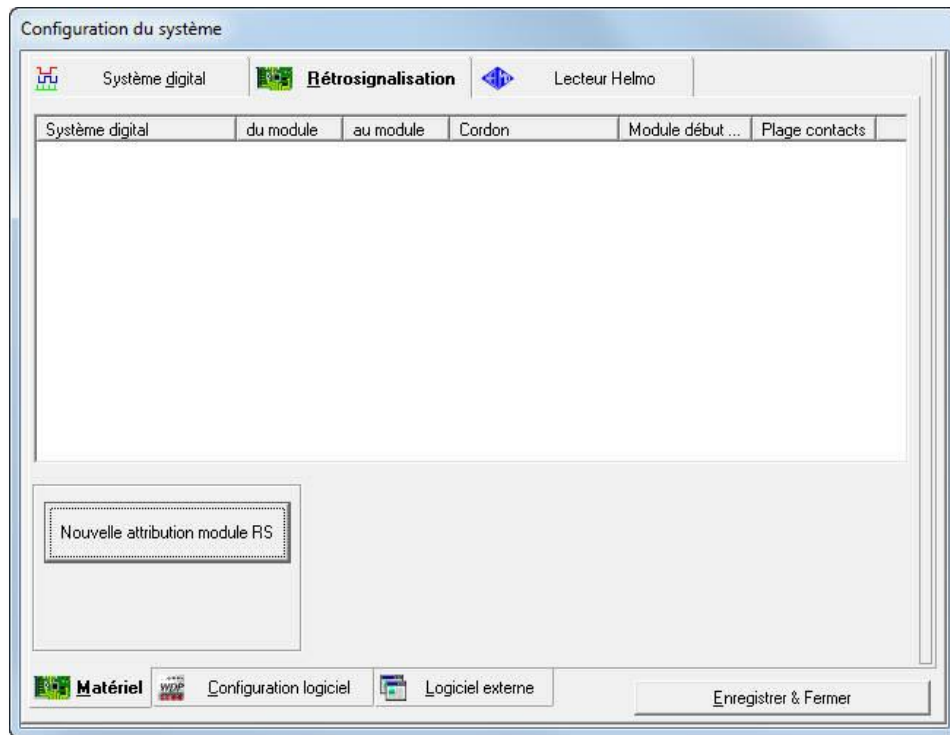 Configuration du système
Système digital Rétrosignalisation Lecteur Helmo
Système digital du module au module Cordon Module début ... Plage contacts
Nouvelle attribution module RS
Matériel WDP Configuration logiciel Logiciel externe
Enregistrer & Fermer